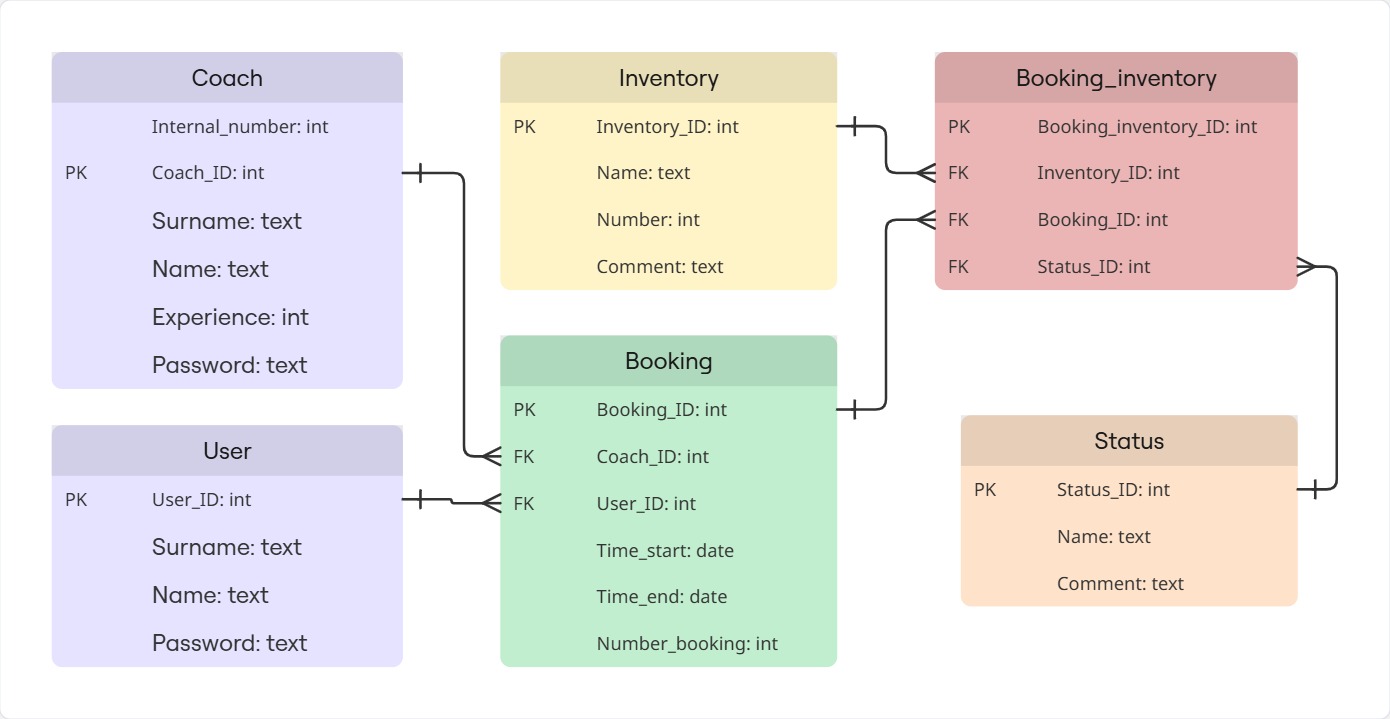 Coach
Internal_number: int
PK Coach_ID: int
Surname: text
Name: text
Experience: int
Password: text
User
PK User_ID: int
Surname: text
Name: text
Password: text
Inventory
PK Inventory_ID: int
Name: text
Number: int
Comment: text
Booking
PK Booking_ID: int
FK Coach_ID: int
FK User_ID: int
Time_start: date
Time_end: date
Number_booking: int
Booking_inventory
PK Booking_inventory_ID: int
FK Inventory_ID: int
FK Booking_ID: int
FK Status_ID: int
Status
PK Status_ID: int
Name: text
Comment: text